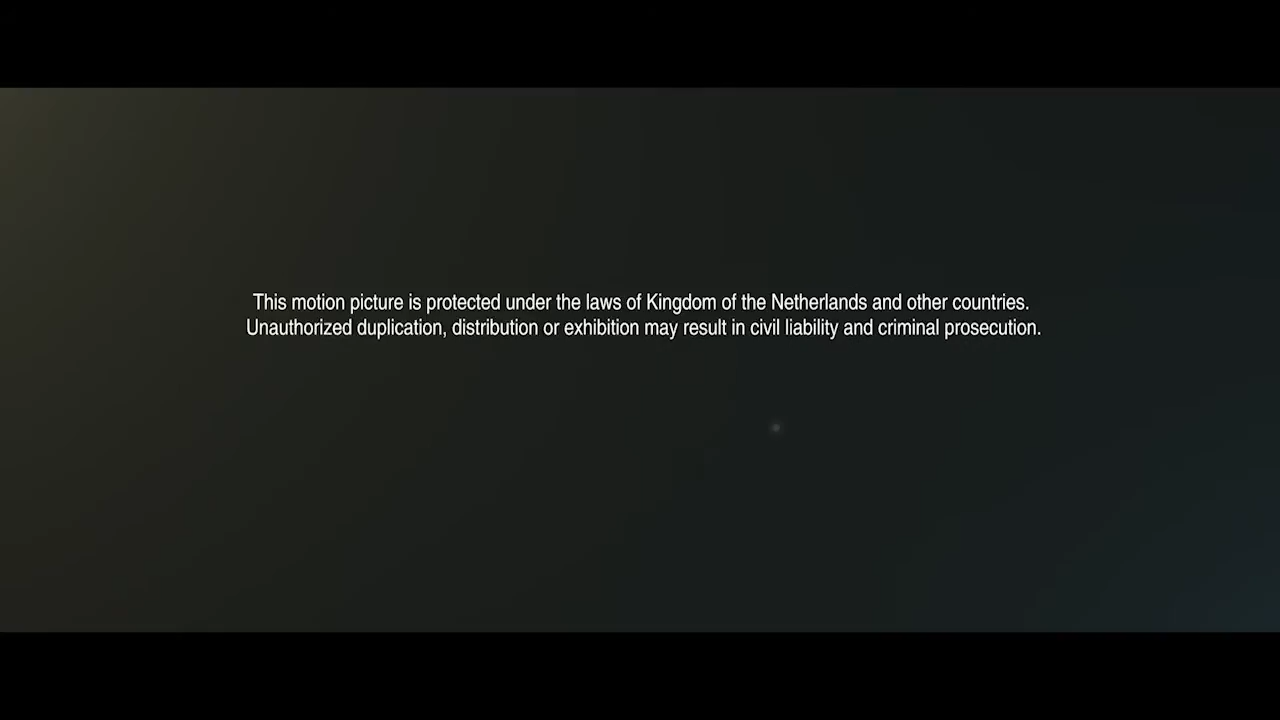 This motion picture is protected under the laws of Kingdom of the Netherlands and other countries.
Unauthorized duplication, distribution or exhibition may result in civil liability and criminal prosecution.